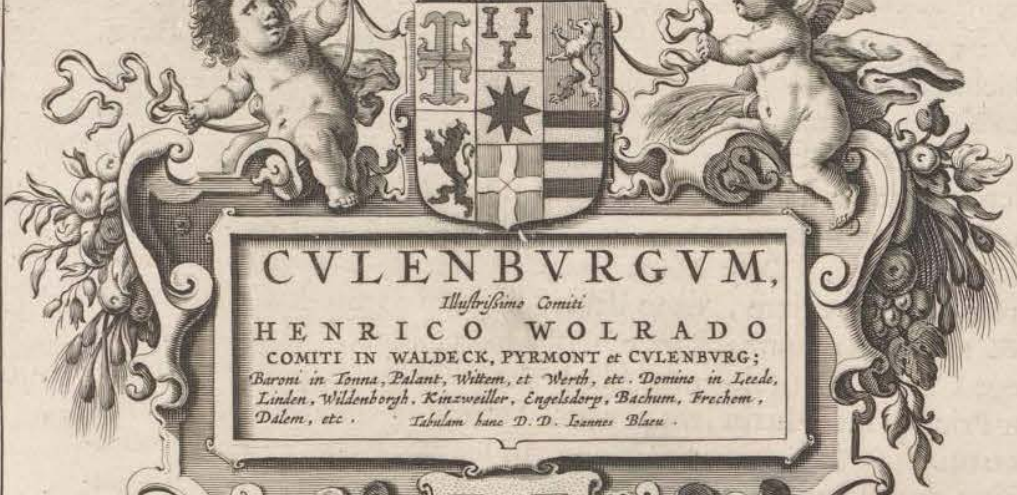 CVLENBVRGVM,
Illustrissimo Comiti
HENRICO WOLRADO
COMITI IN WALDECK, PYRMONT et CVLENBVRG;
Baroni in Tonna, Palant, Wittem, et Werth, etc. Domino in Leede,
Linden, Wildenborgh, Kinzweiller, Engelsdorp, Bachum, Frechem,
Dalem, etc. Tabulam hanc D. D. Ioannes Blaeu.